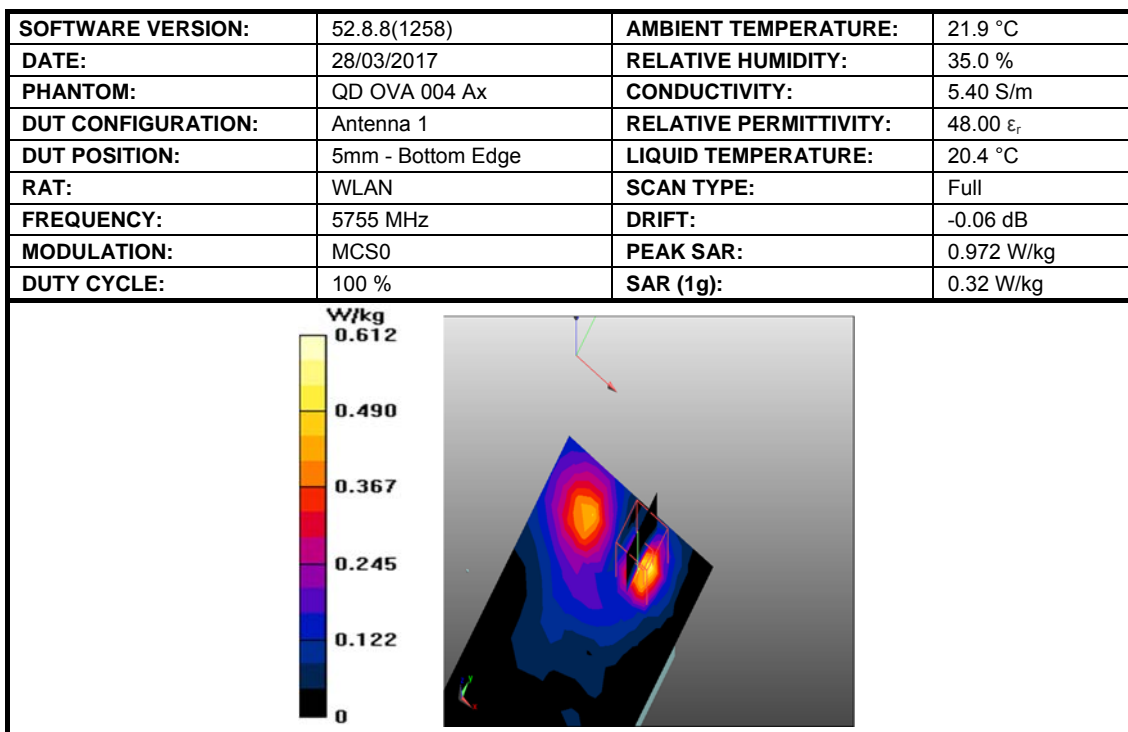 SOFTWARE VERSION: 52.8.8(1258) AMBIENT TEMPERATURE: 21.9 °C
DATE: 28/03/2017 RELATIVE HUMIDITY: 35.0 %
PHANTOM: QD OVA 004 Ax CONDUCTIVITY: 5.40 S/m
DUT CONFIGURATION: Antenna 1 RELATIVE PERMITTIVITY: 48.00 εr
DUT POSITION: 5mm - Bottom Edge LIQUID TEMPERATURE: 20.4 °C
RAT: WLAN SCAN TYPE: Full
FREQUENCY: 5755 MHz DRIFT: -0.06 dB
MODULATION: MCS0 PEAK SAR: 0.972 W/kg
DUTY CYCLE: 100 % SAR (1g): 0.32 W/kg
W/kg
0.612
0.490
0.367
0.245
0.122
0
y
x